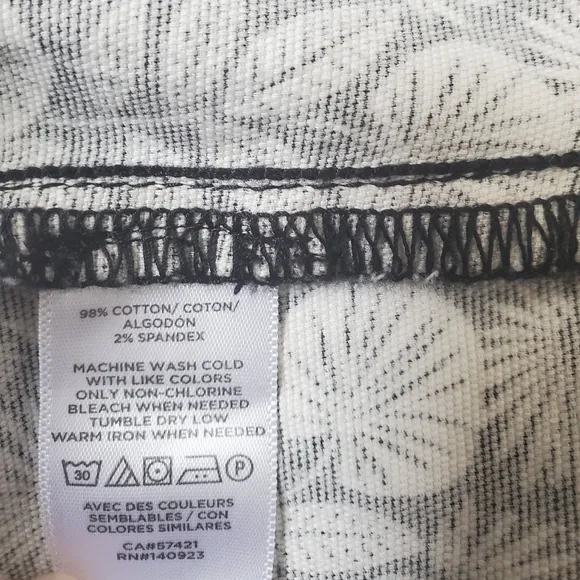 98% COTTON/ COTON/
ALGODÓN
2% SPANDEX
MACHINE WASH COLD
WITH LIKE COLORS
ONLY NON-CHLORINE
BLEACH WHEN NEEDED
TUMBLE DRY LOW
WARM IRON WHEN NEEDED
30 P
AVEC DES COULEURS
SEMBLABLES / CON
COLORES SIMILARES
CA#57421
RN#140923